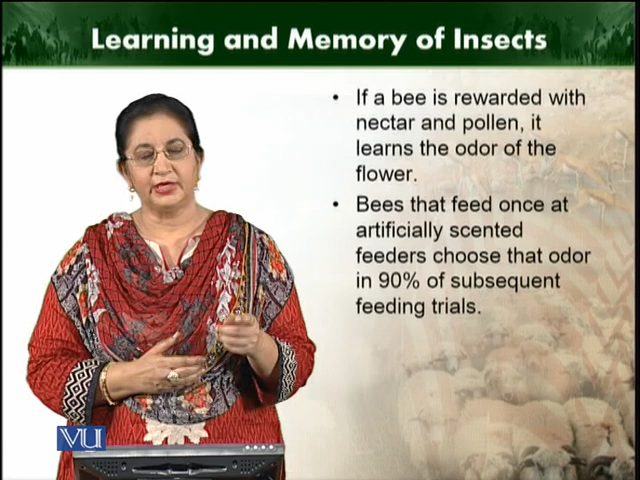 Learning and Memory of Insects
• If a bee is rewarded with
nectar and pollen, it
learns the odor of the
flower.
• Bees that feed once at
artificially scented
feeders choose that odor
in 90% of subsequent
feeding trials.
VU